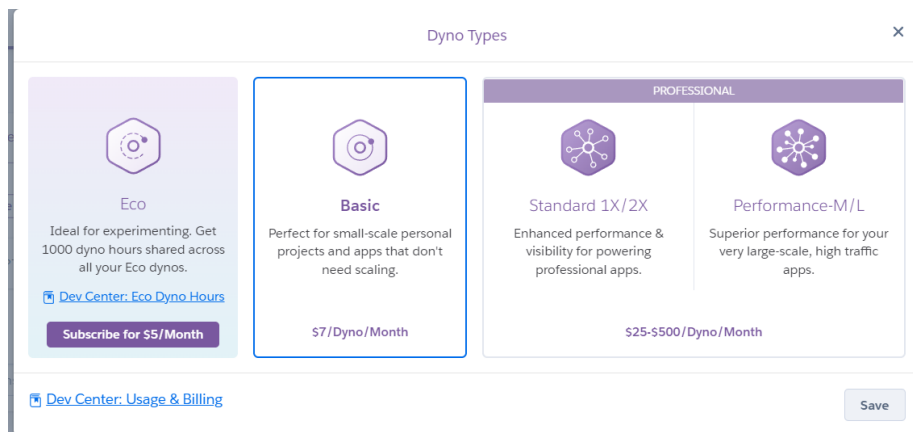 Dyno Types
Eco
Ideal for experimenting. Get
1000 dyno hours shared across
all your Eco dynos.
Dev Center: Eco Dyno Hours
Subscribe for $5/Month
Basic
Perfect for small-scale personal
projects and apps that don't
need scaling.
$7/Dyno/Month
PROFESSIONAL
Standard 1X/2X
Enhanced performance &
visibility for powering
professional apps.
Performance-M/L
Superior performance for your
very large-scale, high traffic
apps.
$25-$500/Dyno/Month
Dev Center: Usage & Billing
Save